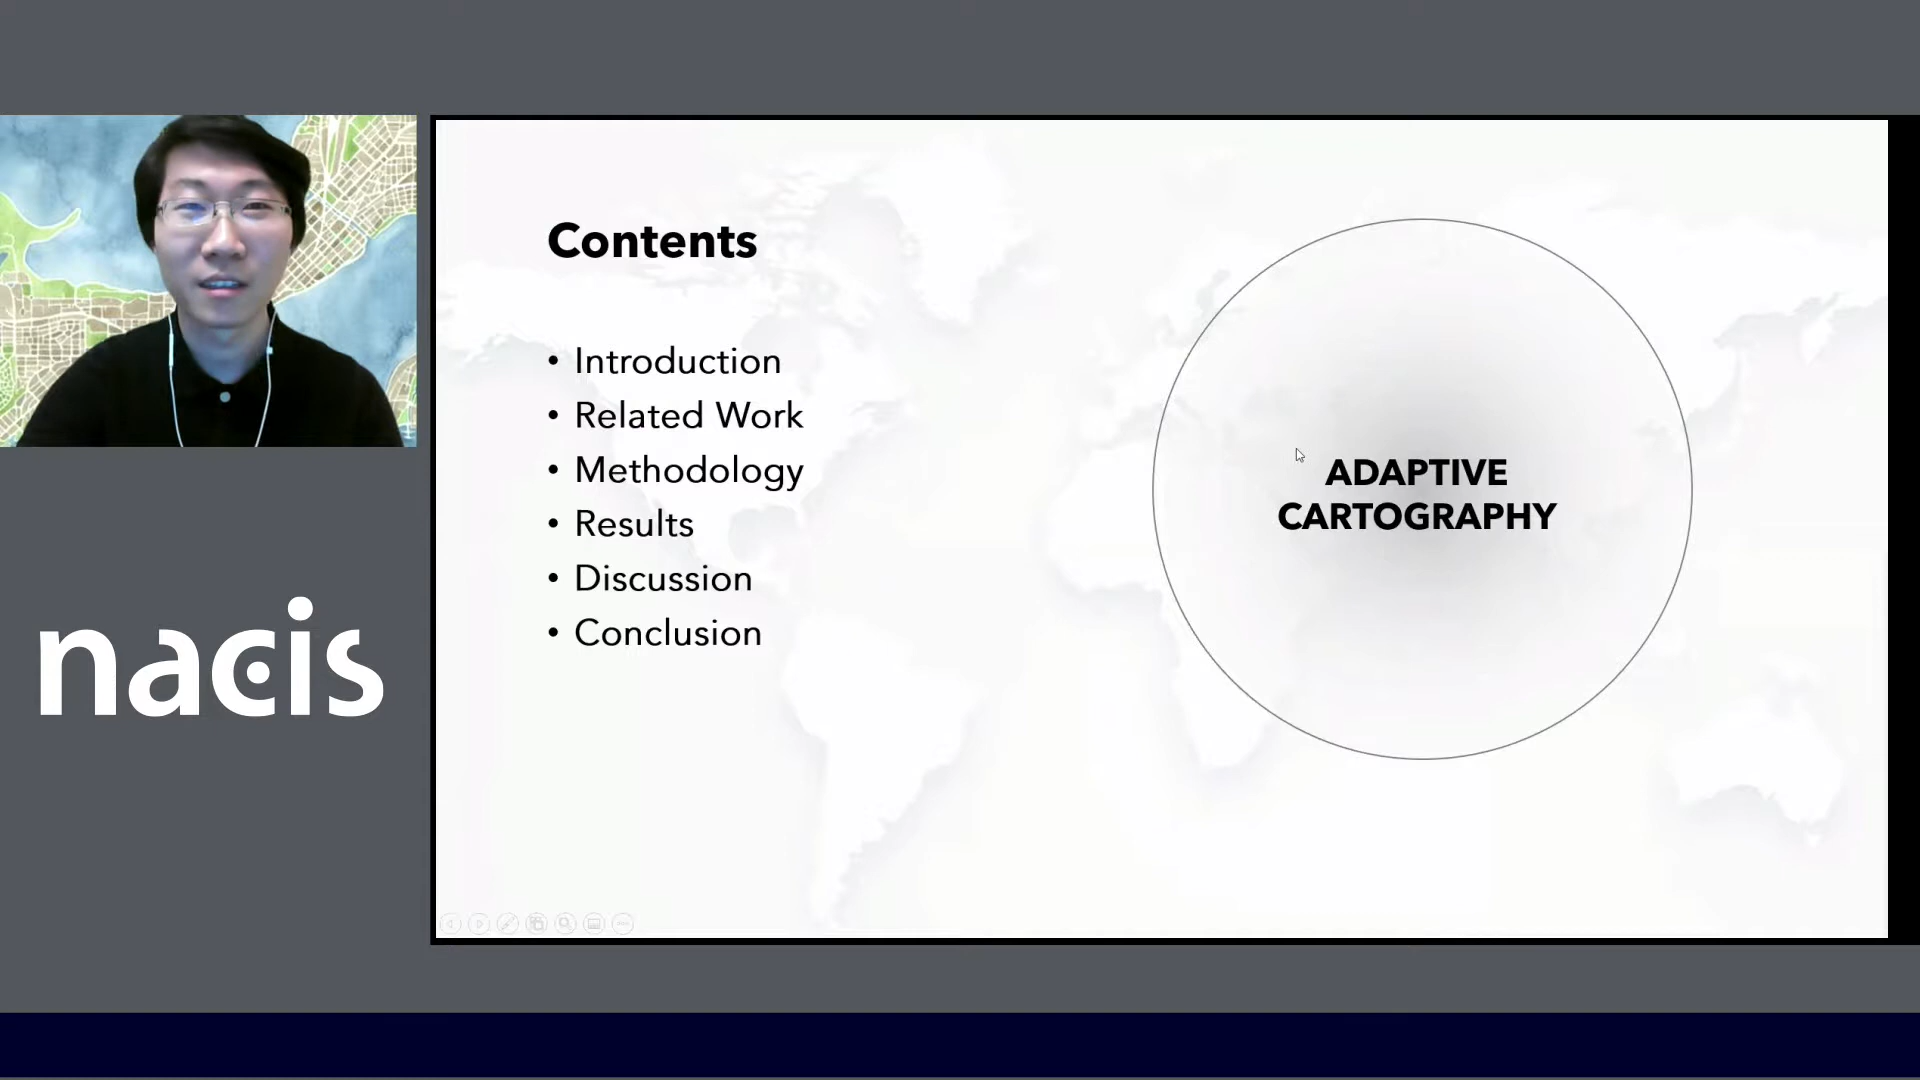 Contents
• Introduction
• Related Work
• Methodology
• Results
• Discussion
• Conclusion
ADAPTIVE
CARTOGRAPHY
nacis